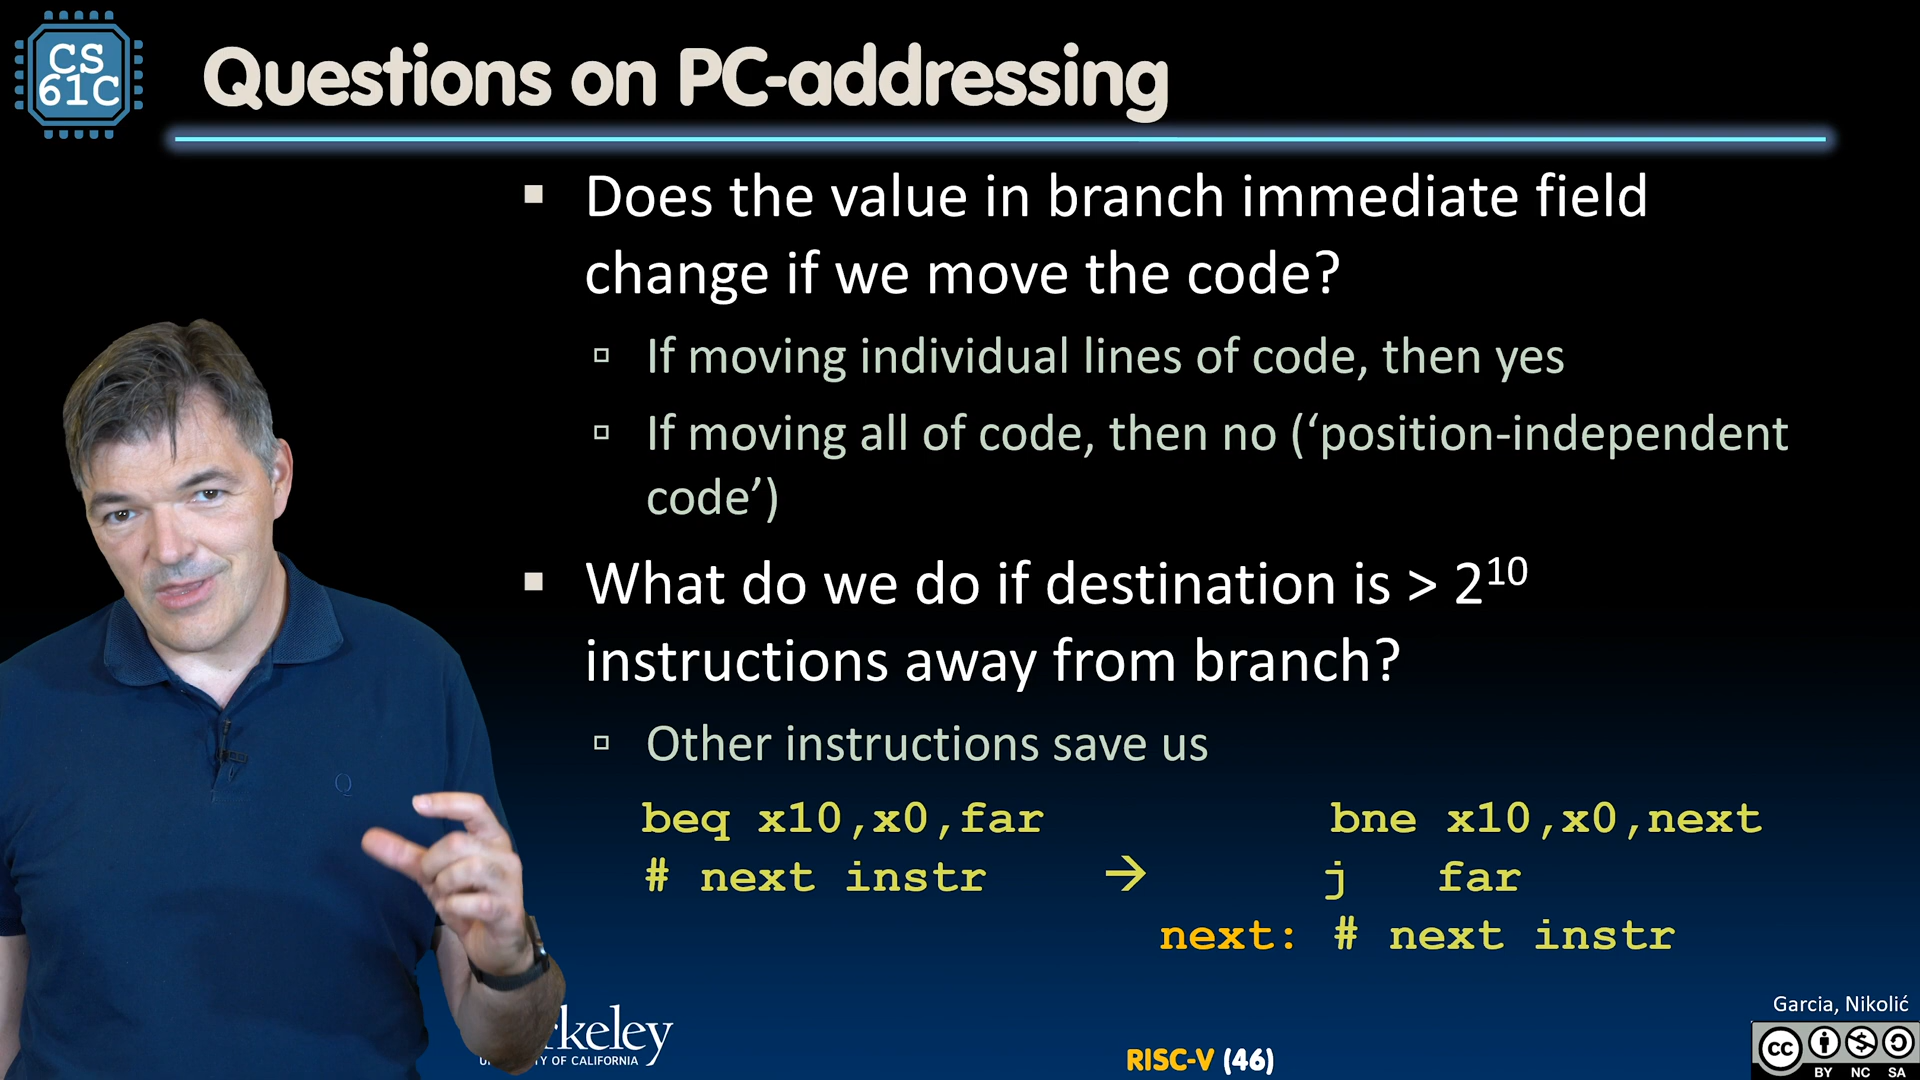 CS
61C
Questions on PC-addressing
▪ Does the value in branch immediate field
change if we move the code?
▫ If moving individual lines of code, then yes
▫ If moving all of code, then no (‘position-independent
code’)
▪ What do we do if destination is > 2¹⁰
instructions away from branch?
▫ Other instructions save us
beq x10,x0,far bne x10,x0,next
# next instr → j far
next: # next instr
keley
OF CALIFORNIA
RISC-V (46)
Garcia, Nikolić
cc
BY NC SA